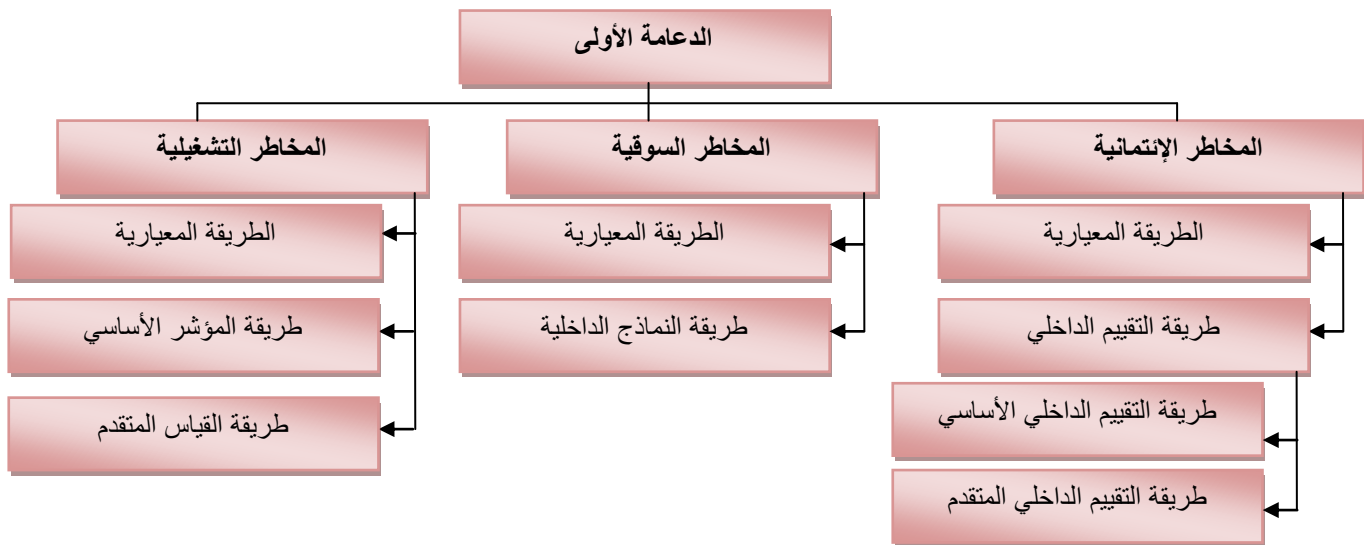 الدعامة الأولى
المخاطر الإئتمانية
المخاطر السوقية
المخاطر التشغيلية
الطريقة المعيارية
الطريقة المعيارية
الطريقة المعيارية
طريقة التقييم الداخلي
طريقة النماذج الداخلية
طريقة المؤشر الأساسي
طريقة التقييم الداخلي الأساسي
طريقة القياس المتقدم
طريقة التقييم الداخلي المتقدم